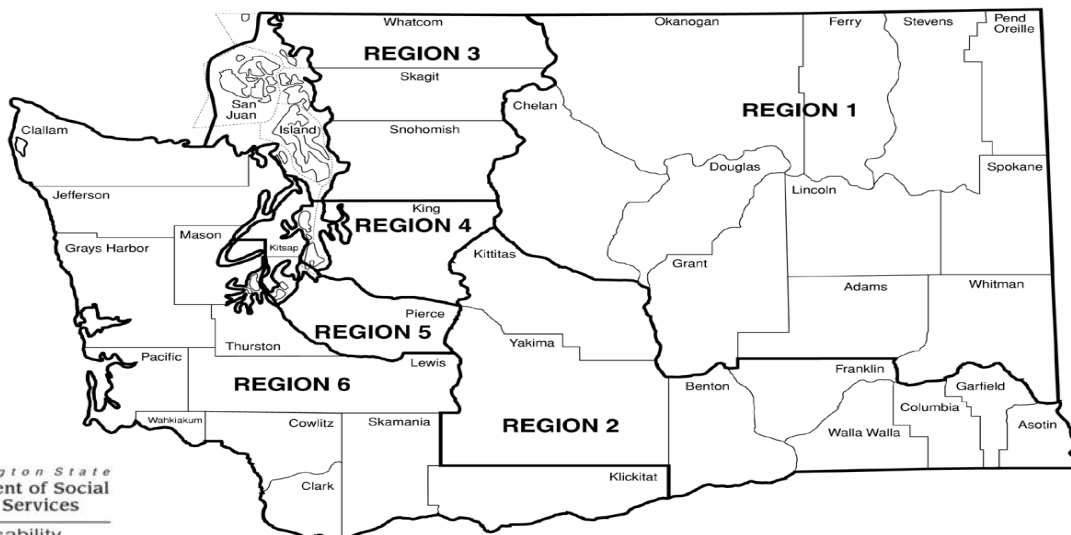 Whatcom
Okanogan
Ferry
Stevens
Pend
Oreille
REGION 3
Skagit
San
Juan
Chelan
REGION 1
Clallam
Island
Snohomish
Douglas
Spokane
Lincoln
Jefferson
King
REGION 4
Mason
Grays Harbor
Kitsap
Kittitas
Grant
Adams
Whitman
Pierce
REGION 5
Yakima
Thurston
Pacific
Lewis
REGION 6
Franklin
Benton
Garfield
Columbia
Wahkiakum
Cowlitz
Skamania
REGION 2
Walla Walla
Asotin
Klickitat
Clark
gton State
ent of Social
Services